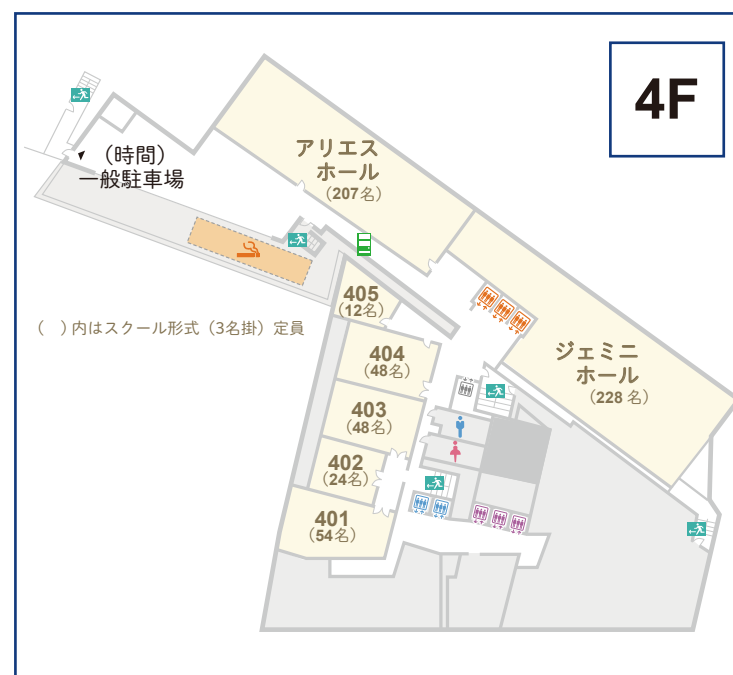 4F
アリエス
ホール
(207名)
(時間)
一般駐車場
405
(12名)
( )内はスクール形式(3名掛)定員
404
(48名)
ジェミニ
ホール
(228 名)
403
(48名)
402
(24名)
401
(54名)